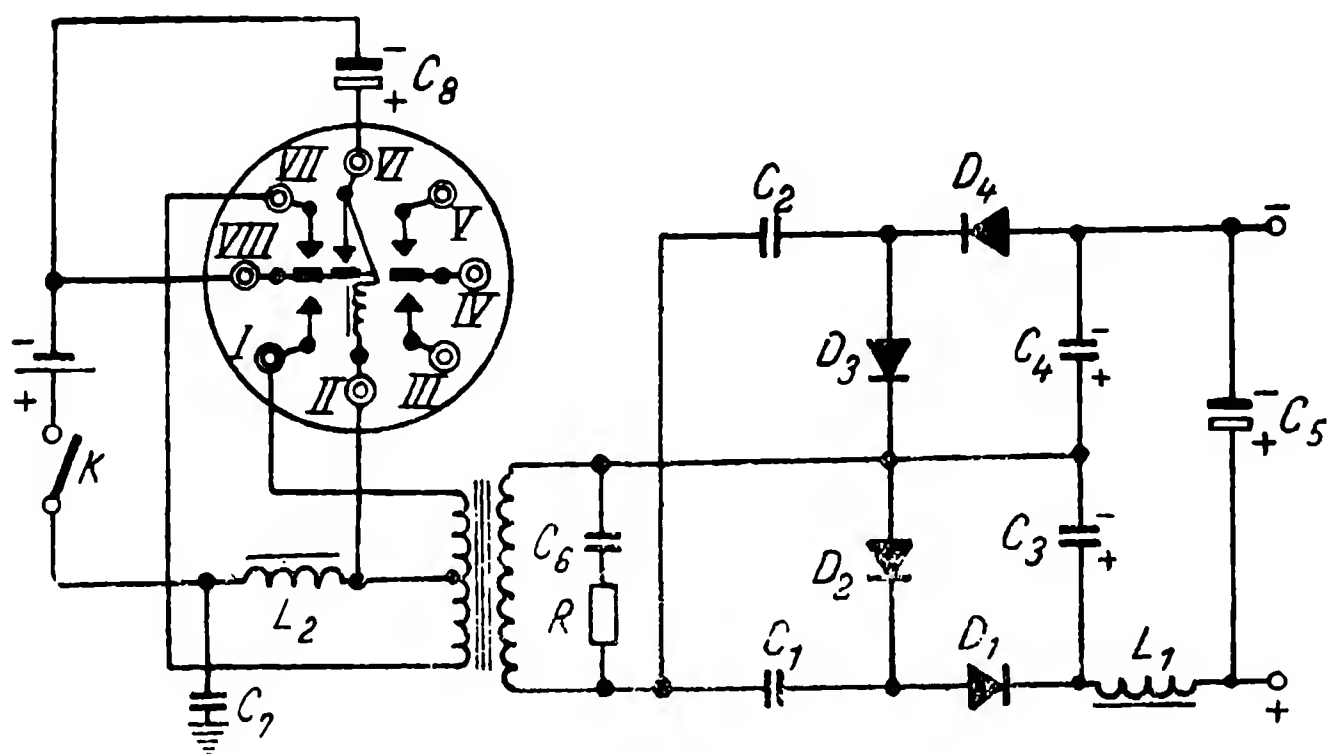 −
C8
+
VII
VI
VIII
V
IV
I
II
III
−
+
K
L2
C7
C6
R
C2
D4
−
D3
C4
−
+
−
C5
+
D2
C3
−
+
C1
D1
L1
+